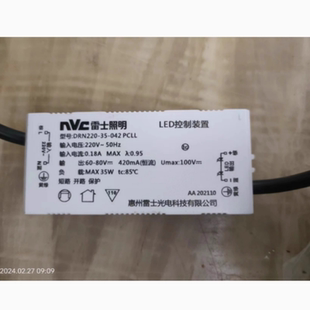 nVC 雷士照明
LED控制装置
型号:DRN220-35-042 PCLL
输入电压:220V~ 50Hz
输入电流:0.18A MAX λ:0.95
输出:60-80V⎓ 420mA(恒流) Umax:100V⎓
负载:MAX 35W tc:85℃
短路 开路 保护
110
AA 202110
惠州雷士光电科技有限公司
2024.02.27 09:09